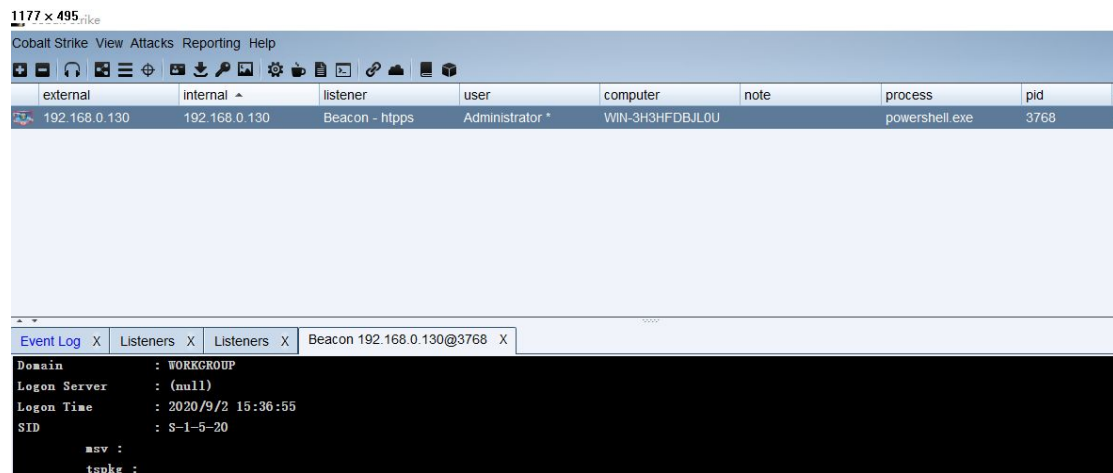 1177 × 495
Cobalt Strike View Attacks Reporting Help
external internal listener user computer note process pid
192.168.0.130 192.168.0.130 Beacon - htpps Administrator * WIN-3H3HFDBJL0U powershell.exe 3768
Event Log X Listeners X Listeners X Beacon 192.168.0.130@3768 X
Domain : WORKGROUP
Logon Server : (null)
Logon Time : 2020/9/2 15:36:55
SID : S-1-5-20
msv :
tspkg :